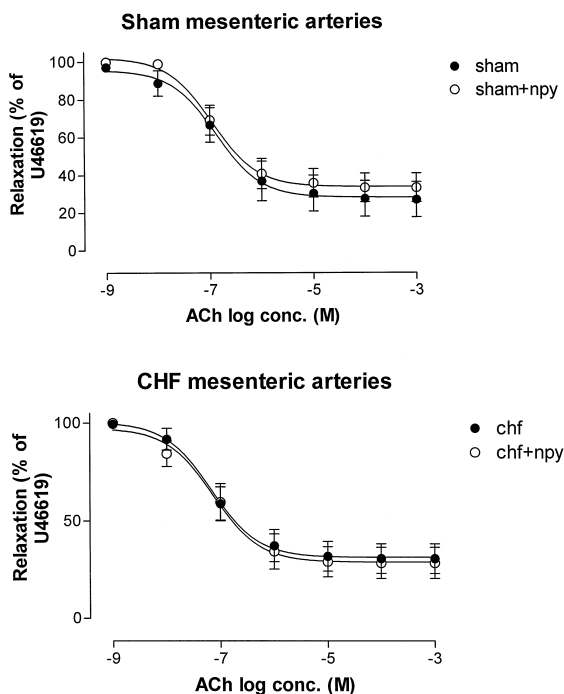 Sham mesenteric arteries
Relaxation (% of
U46619)
100
80
60
40
20
0
-9
-7
-5
-3
ACh log conc. (M)
sham
sham+npy
CHF mesenteric arteries
Relaxation (% of
U46619)
100
50
0
-9
-7
-5
-3
ACh log conc. (M)
chf
chf+npy